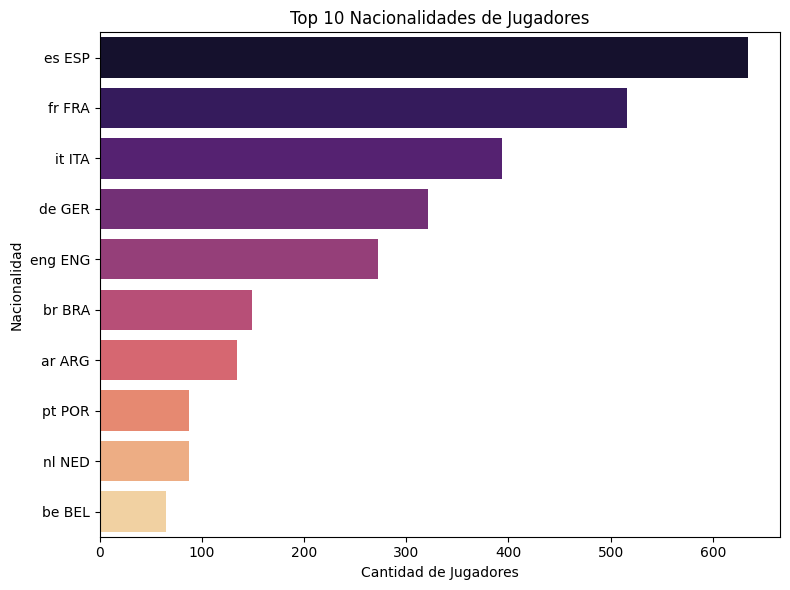 Top 10 Nacionalidades de Jugadores
Nacionalidad
es ESP
fr FRA
it ITA
de GER
eng ENG
br BRA
ar ARG
pt POR
nl NED
be BEL
0 100 200 300 400 500 600
Cantidad de Jugadores